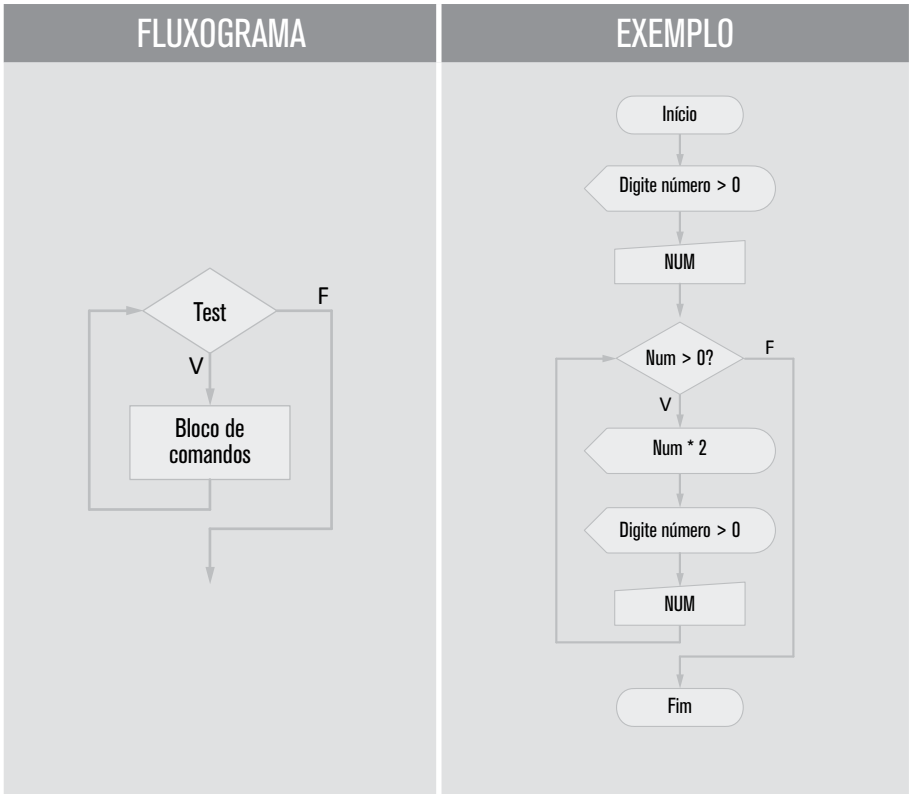 FLUXOGRAMA
Test
F
V
Bloco de
comandos
EXEMPLO
Início
Digite número > 0
NUM
Num > 0?
F
V
Num * 2
Digite número > 0
NUM
Fim